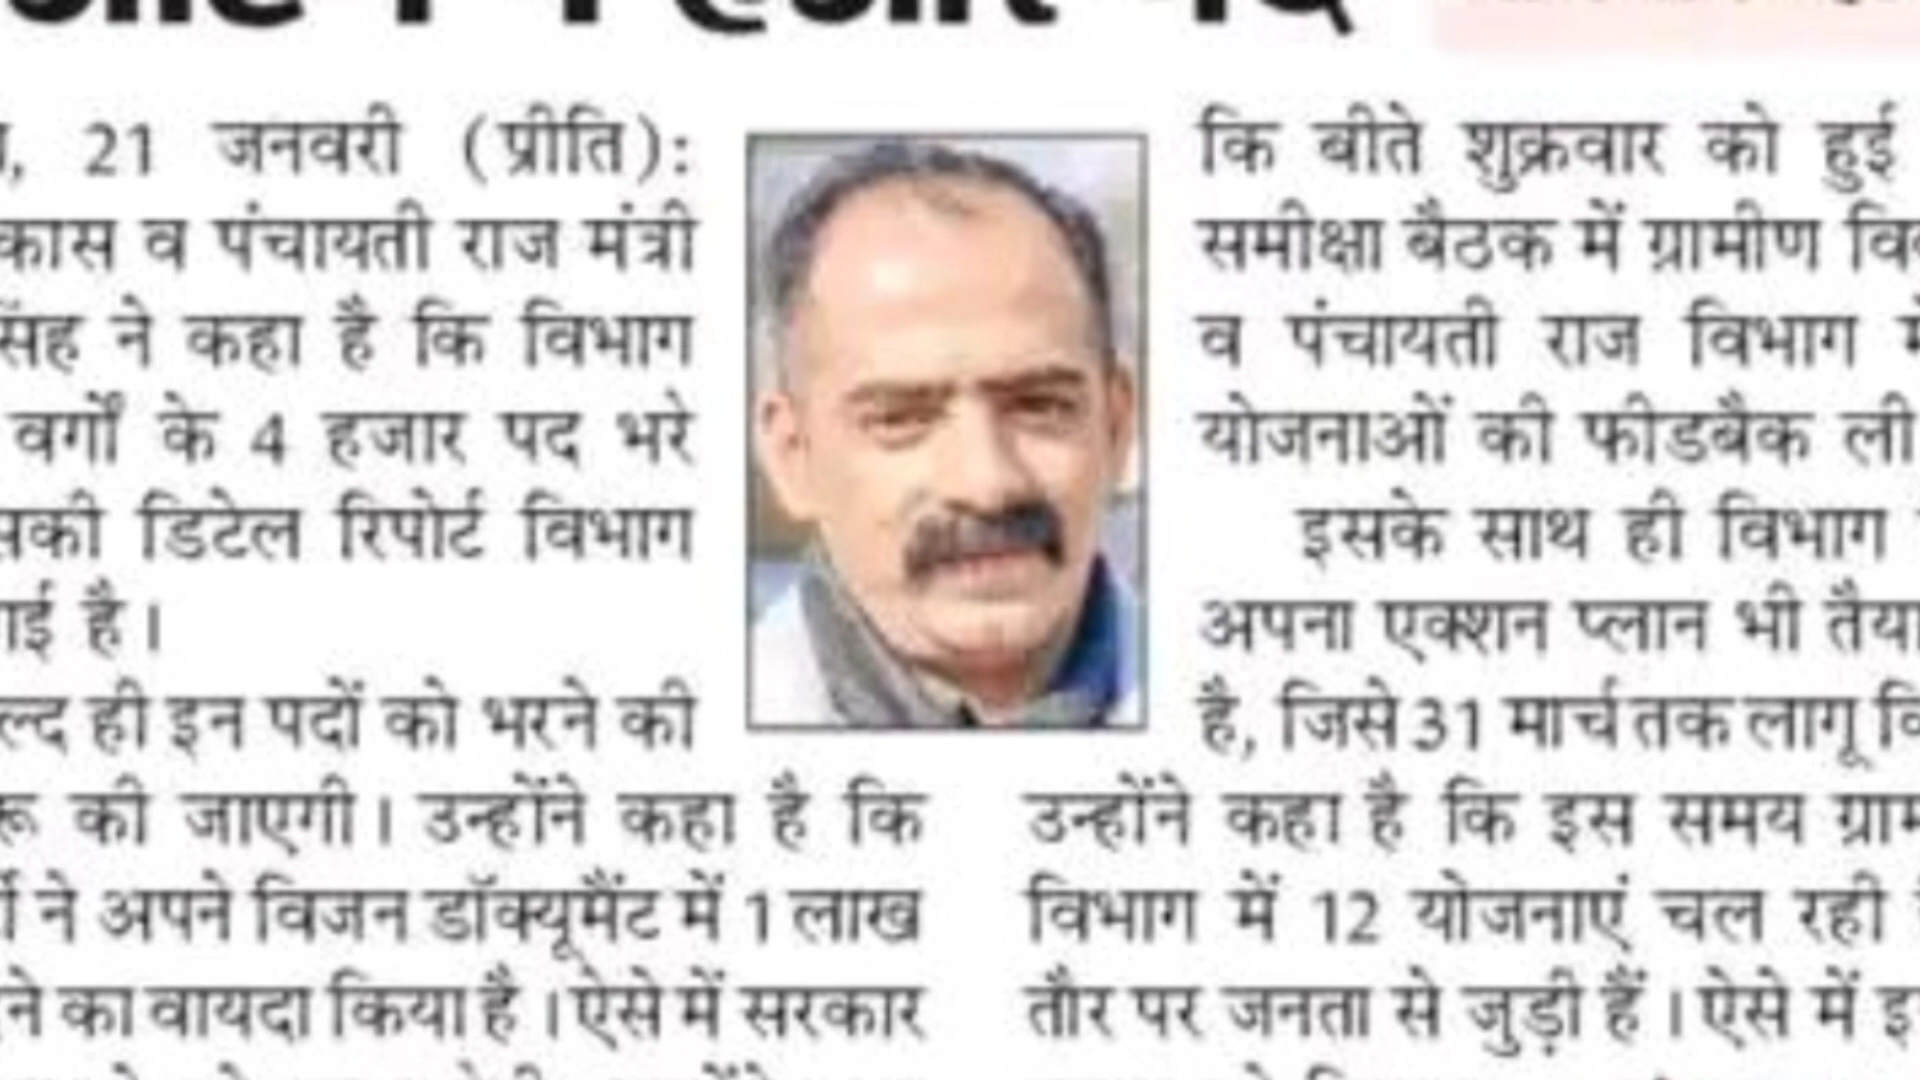 21 जनवरी (प्रीति):
व पंचायती राज मंत्री
ने कहा है कि विभाग
वर्गों के 4 हजार पद भरे
डिटेल रिपोर्ट विभाग
है।
ही इन पदों को भरने की
की जाएगी। उन्होंने कहा है कि
ने अपने विजन डॉक्यूमैंट में 1 लाख
का वायदा किया है। ऐसे में सरकार
कि बीते शुक्रवार को हुई
समीक्षा बैठक में ग्रामीण
व पंचायती राज विभाग
योजनाओं की फीडबैक ली
इसके साथ ही विभाग
अपना एक्शन प्लान भी
है, जिसे 31 मार्च तक लागू
उन्होंने कहा है कि इस समय
विभाग में 12 योजनाएं चल रही
तौर पर जनता से जुड़ी हैं। ऐसे में